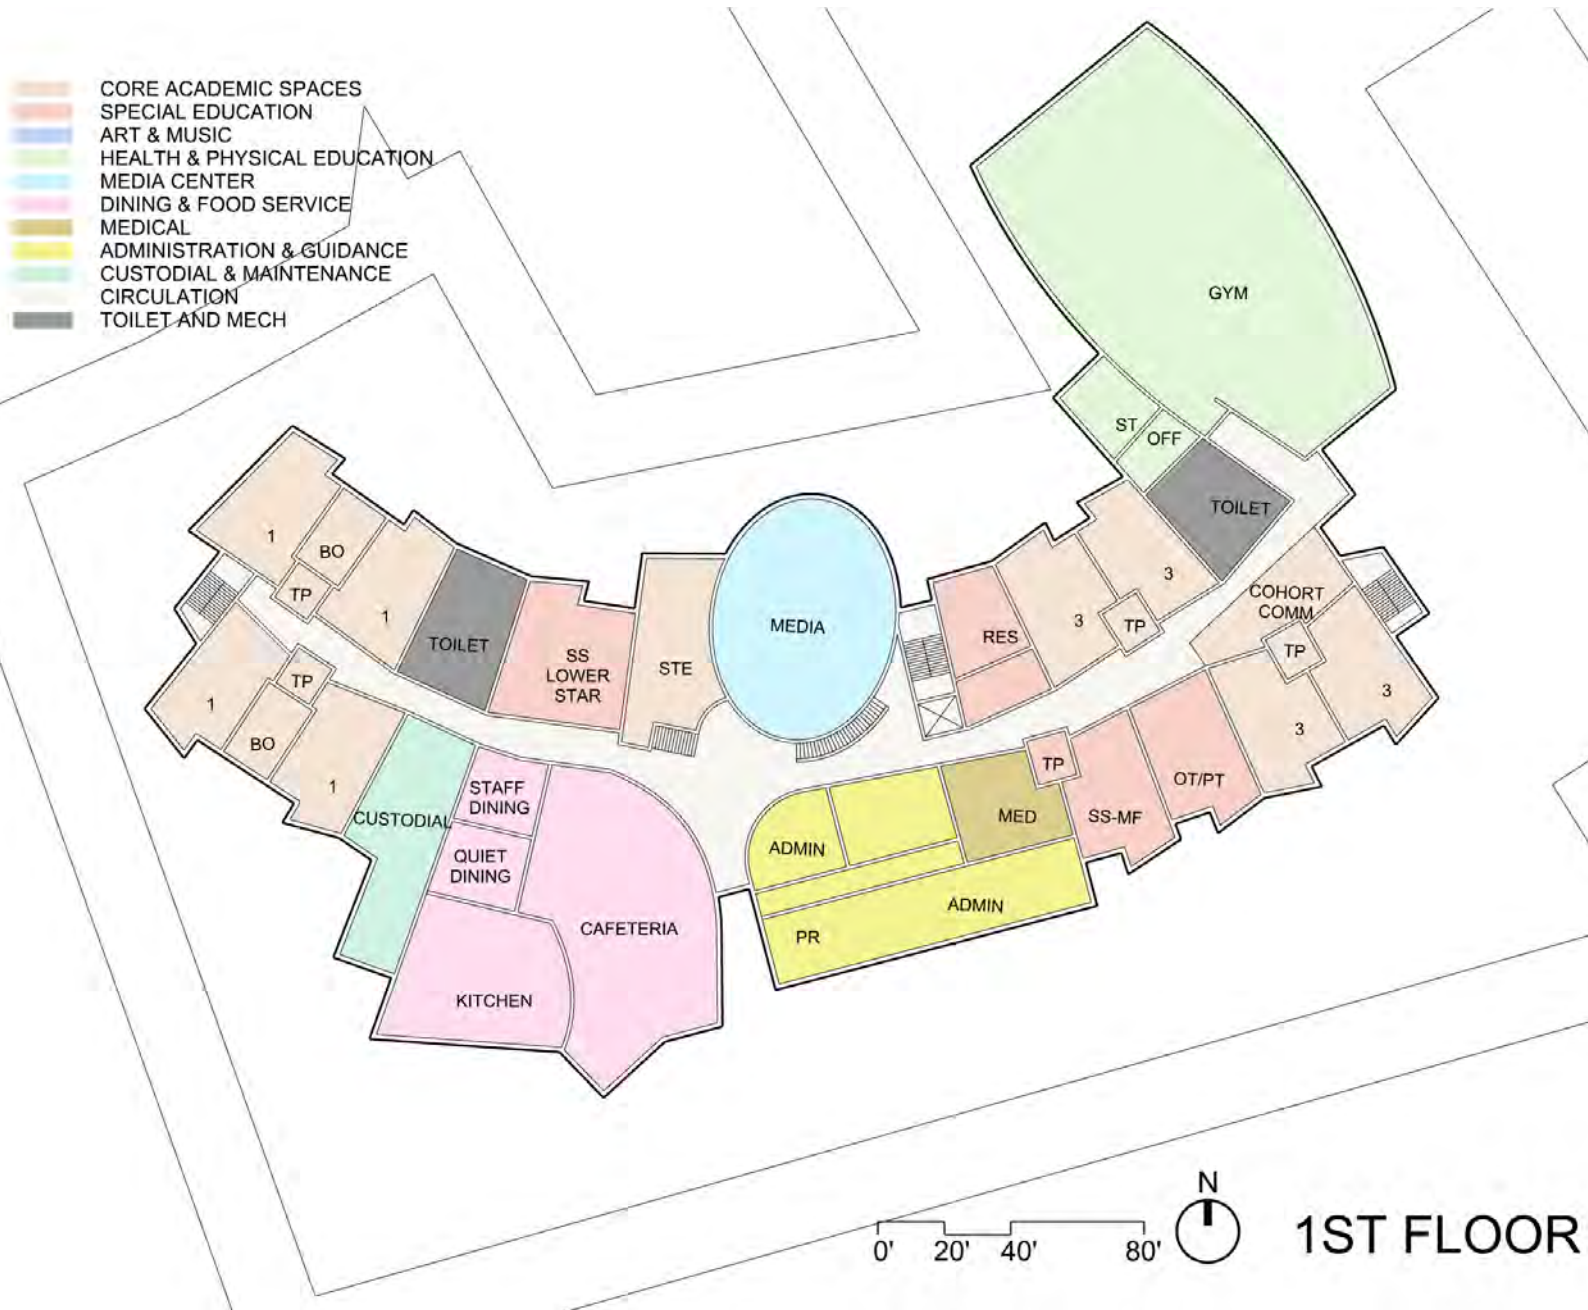 CORE ACADEMIC SPACES
SPECIAL EDUCATION
ART & MUSIC
HEALTH & PHYSICAL EDUCATION
MEDIA CENTER
DINING & FOOD SERVICE
MEDICAL
ADMINISTRATION & GUIDANCE
CUSTODIAL & MAINTENANCE
CIRCULATION
TOILET AND MECH
GYM
ST
OFF
TOILET
1
BO
TP
1
TOILET
SS
LOWER
STAR
STE
MEDIA
RES
3
TP
3
COHORT
COMM
TP
3
3
1
TP
BO
1
CUSTODIAL
STAFF
DINING
QUIET
DINING
CAFETERIA
KITCHEN
ADMIN
MED
TP
SS-MF
OT/PT
ADMIN
PR
N
0' 20' 40' 80'
1ST FLOOR